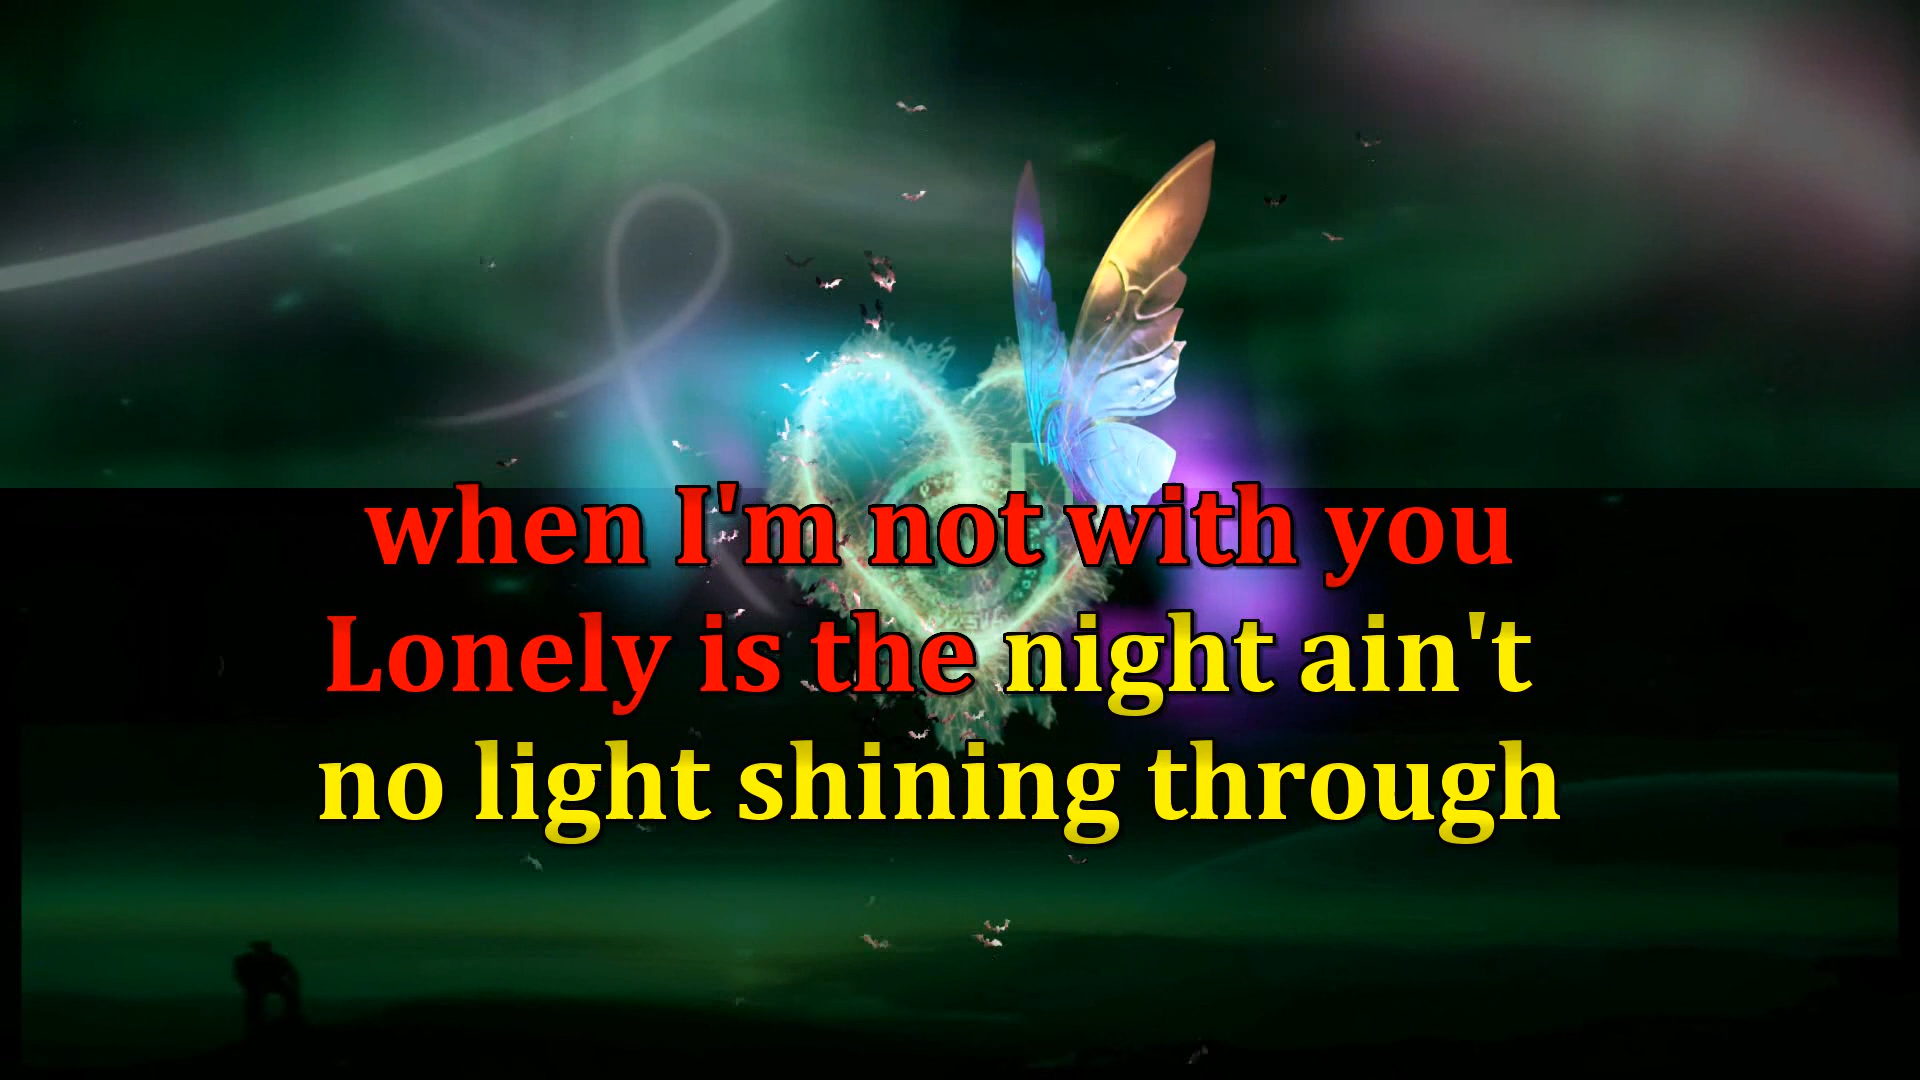 when I'm not with you
Lonely is the night ain't
no light shining through